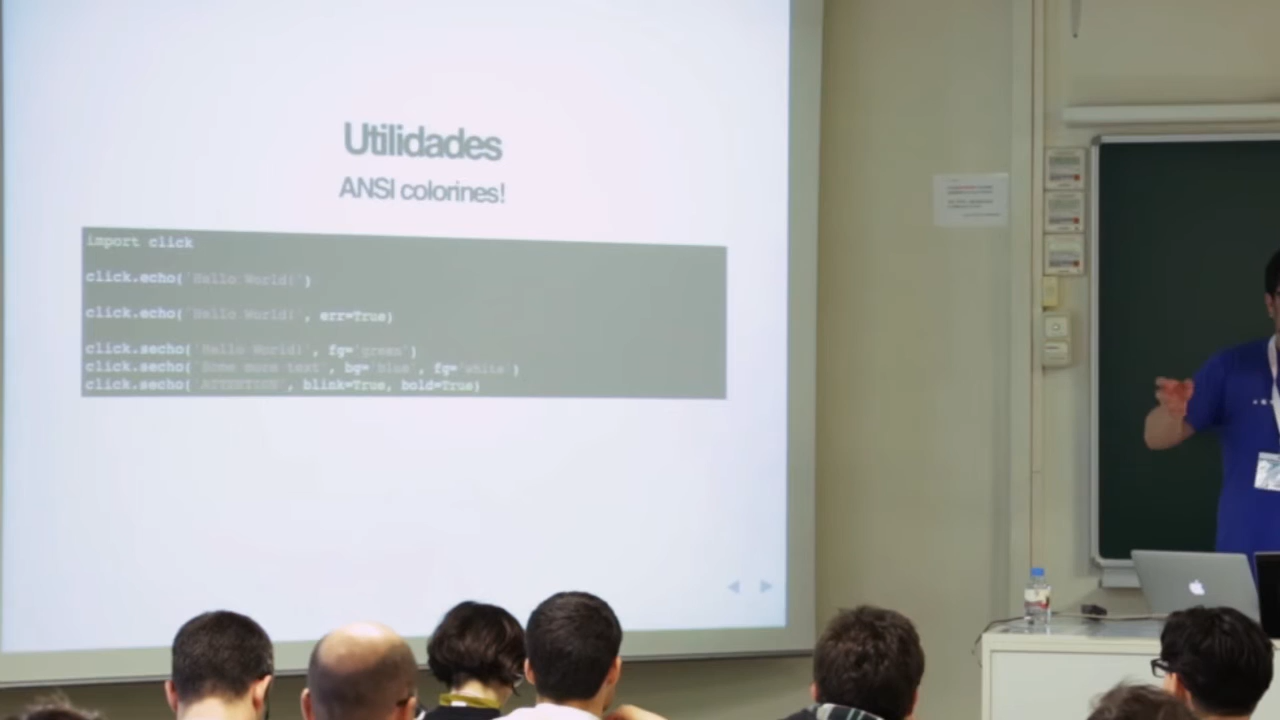 Utilidades
ANSI colorines!
import click
click.echo('Hello World!')
click.echo('Hello World!', err=True)
click.secho('Hello World!', fg='green')
click.secho('Some more text', bg='blue', fg='white')
click.secho('ATTENTION', blink=True, bold=True)